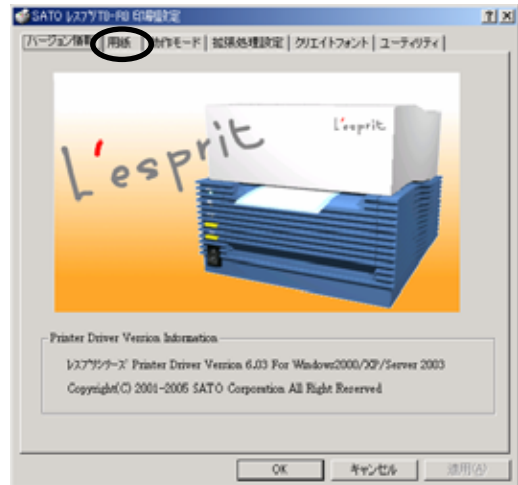 SATO レスプリT8-R8 印刷設定
バージョン情報 用紙 動作モード 拡張処理設定 クリエイトフォント ユーティリティ
L'esprit
L'esprit
Printer Driver Version Information
レスプリシリーズ Printer Driver Version 6.03 For Windows2000/XP/Server 2003
Copyright(C) 2001-2005 SATO Corporation All Right Reserved
OK キャンセル 適用(A)